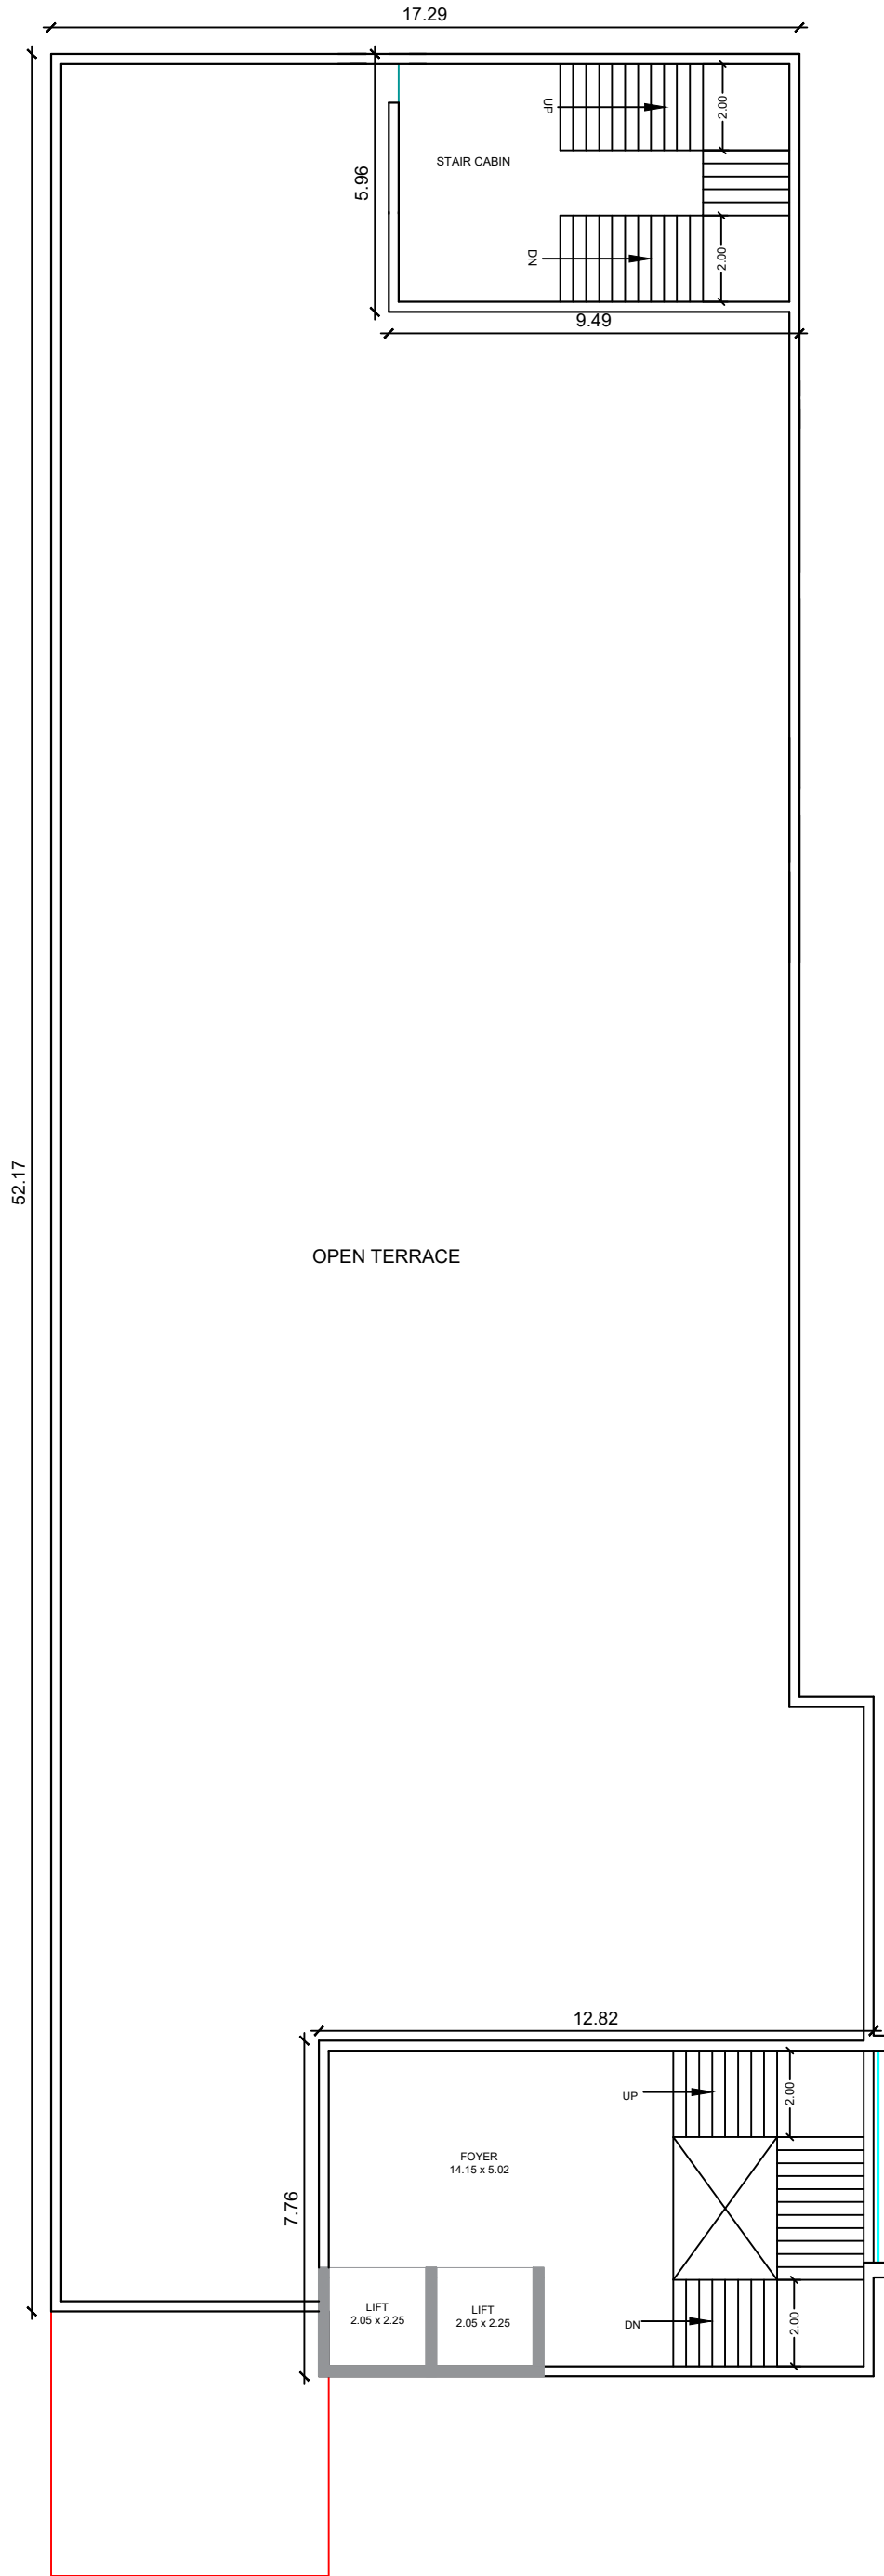 17.29
2.00
UP
STAIR CABIN
5.96
2.00
DN
9.49
52.17
OPEN TERRACE
12.82
UP
2.00
FOYER
14.15 x 5.02
7.76
LIFT
2.05 x 2.25
LIFT
2.05 x 2.25
DN
2.00